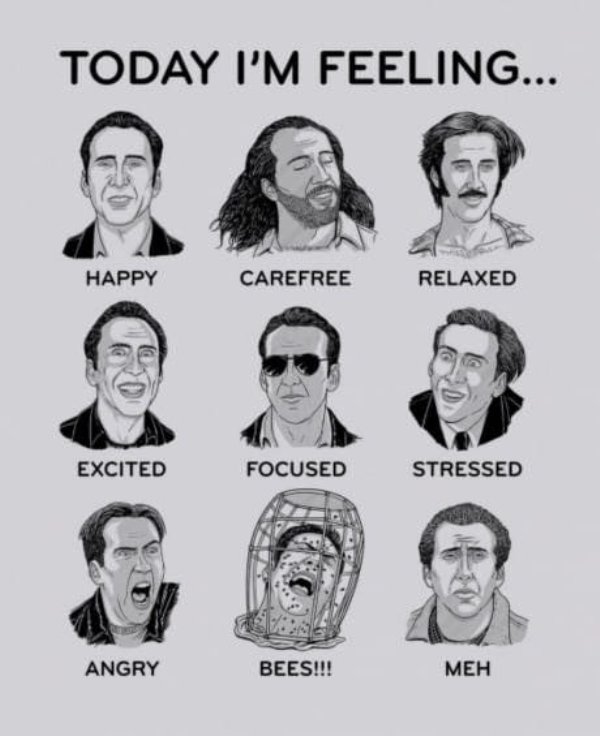 TODAY I'M FEELING...
HAPPY CAREFREE RELAXED
EXCITED FOCUSED STRESSED
ANGRY BEES!!! MEH